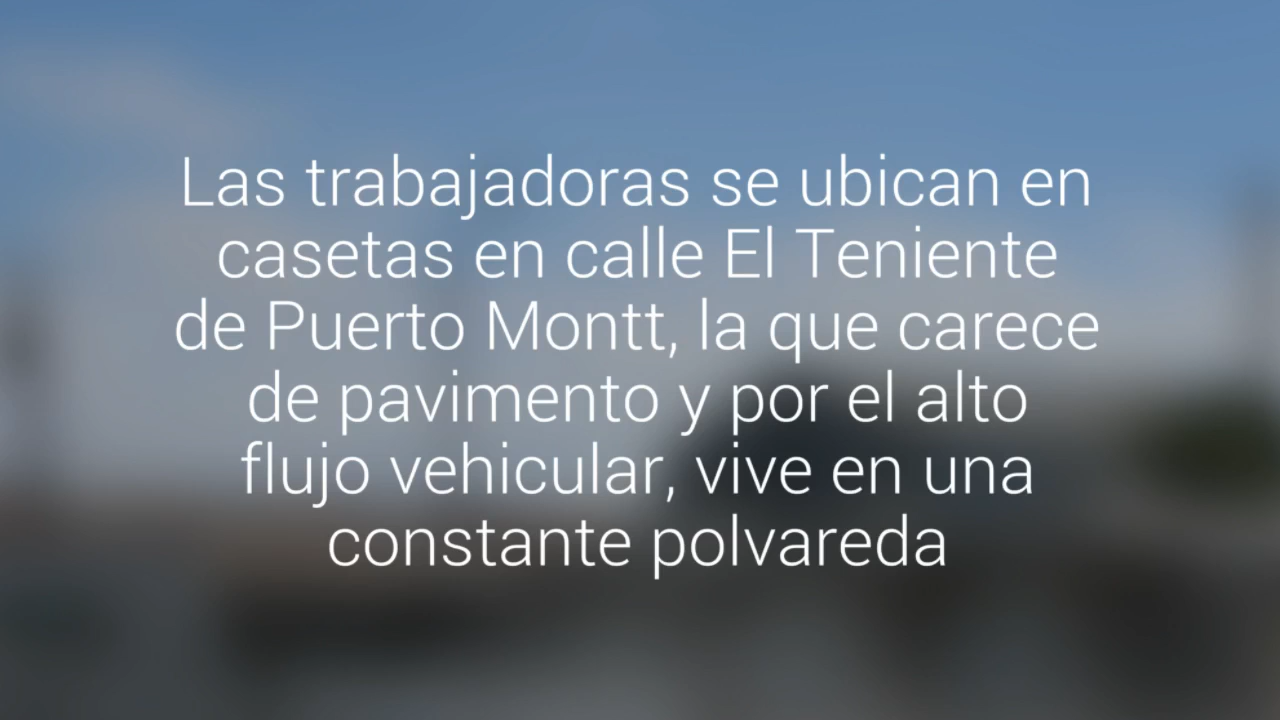 Las trabajadoras se ubican en
casetas en calle El Teniente
de Puerto Montt, la que carece
de pavimento y por el alto
flujo vehicular, vive en una
constante polvareda